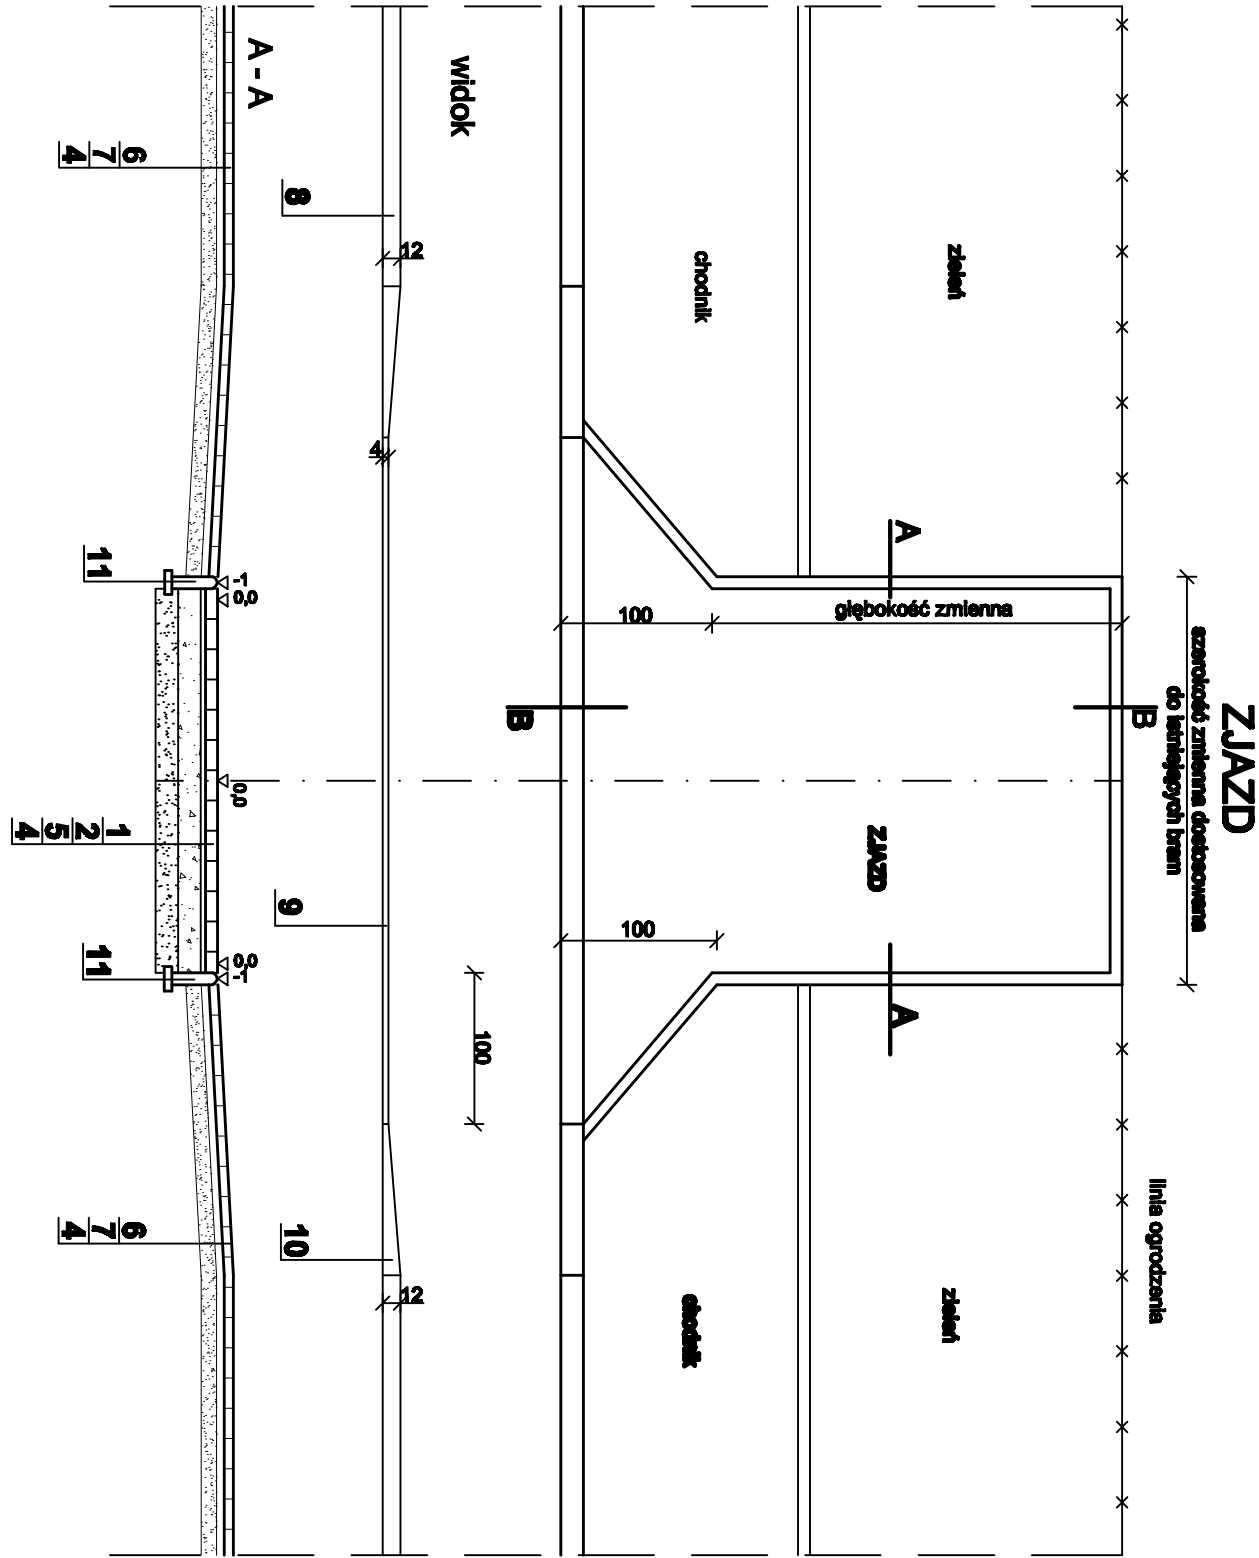 ZJAZD
szerokość zmienna dostosowana
do istniejących bram
linia ogrodzenia
B
zieleń
A
głębokość zmienna
ZJAZD
A
zieleń
chodnik
100
100
chodnik
B
widok
100
12
4
12
8
9
10
A - A
-1
0,0
0,0
0,0
-1
6
7
4
11
1
2
5
4
11
6
7
4